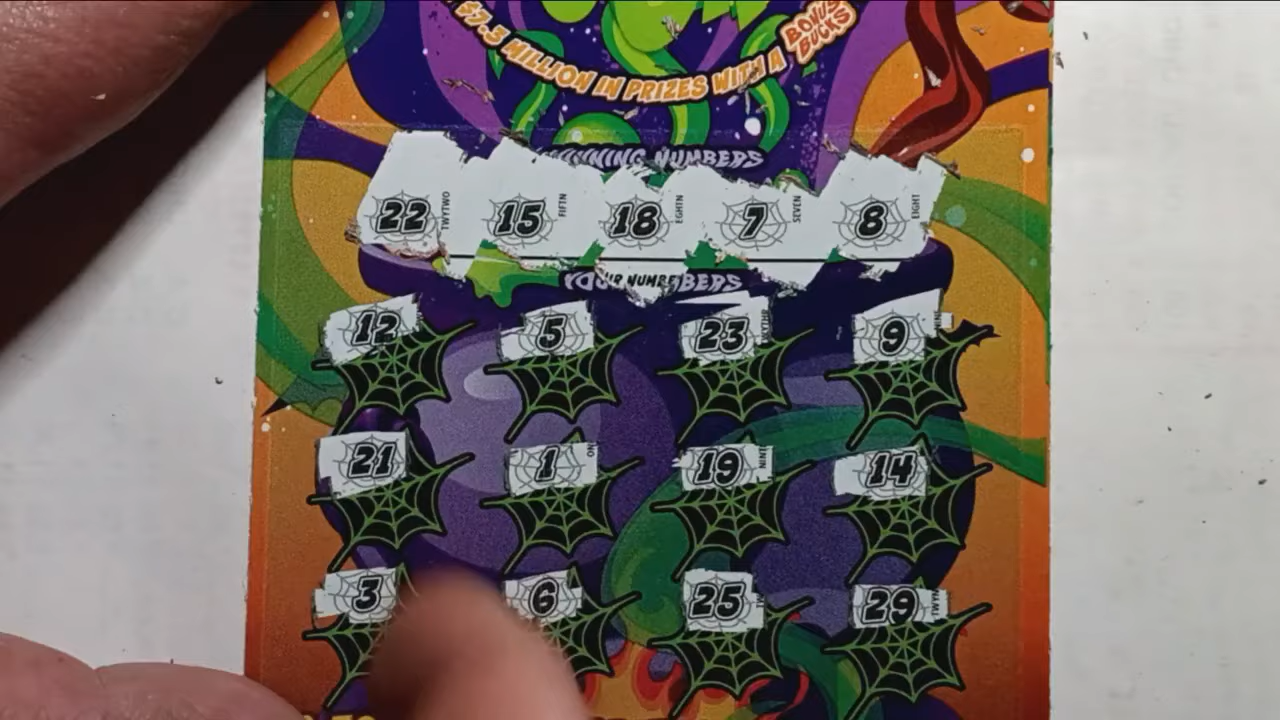 $7.5 MILLION IN PRIZES WITH A BONUS BUCKS
WINNING NUMBERS
22 TWYTWO 15 FIFTN 18 EGHTN 7 SEVEN 8 EIGHT
YOUR NUMBERS
12 5 23 9
21 1 19 14
3 6 25 29